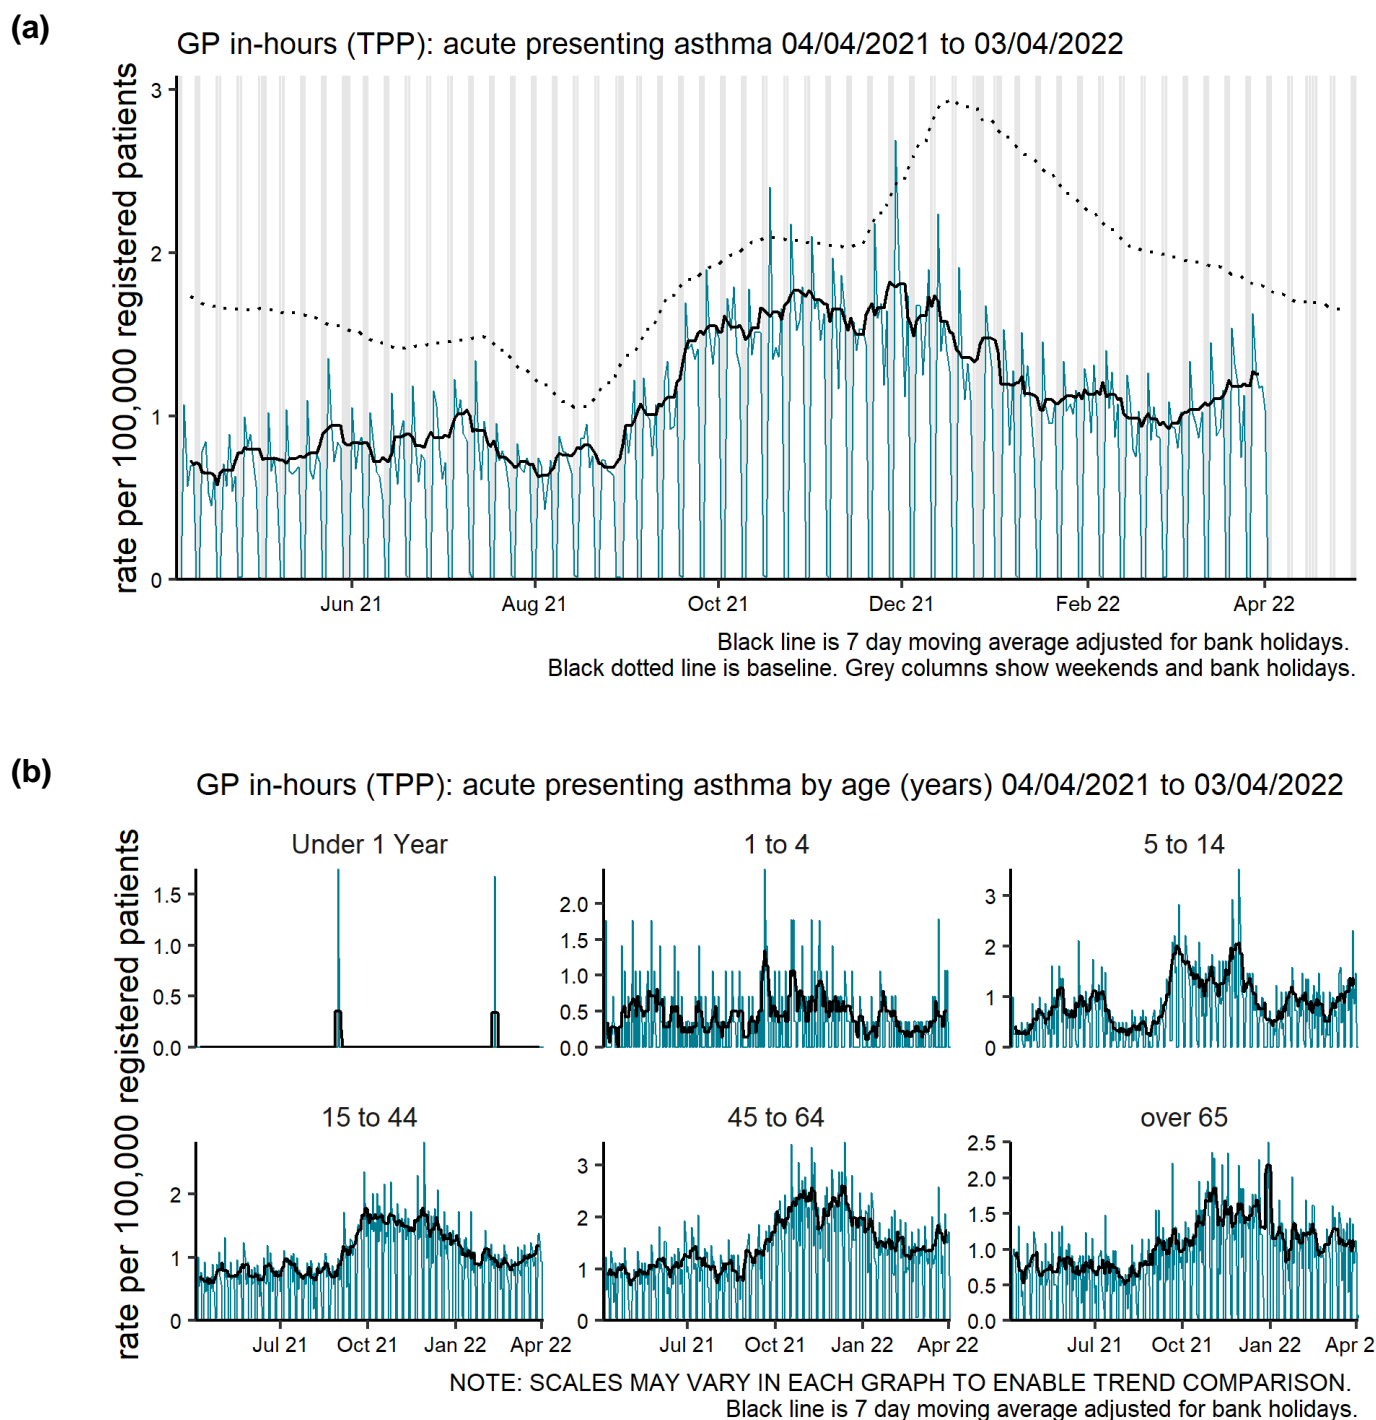 (a)
GP in-hours (TPP): acute presenting asthma 04/04/2021 to 03/04/2022
rate per 100,000 registered patients
3
2
1
0
Jun 21
Aug 21
Oct 21
Dec 21
Feb 22
Apr 22
Black line is 7 day moving average adjusted for bank holidays.
Black dotted line is baseline. Grey columns show weekends and bank holidays.
(b)
GP in-hours (TPP): acute presenting asthma by age (years) 04/04/2021 to 03/04/2022
rate per 100,000 registered patients
Under 1 Year
1.5
1.0
0.5
0.0
1 to 4
2.0
1.5
1.0
0.5
0.0
5 to 14
3
2
1
0
15 to 44
2
1
0
Jul 21
Oct 21
Jan 22
Apr 22
45 to 64
3
2
1
0
Jul 21
Oct 21
Jan 22
Apr 22
over 65
2.5
2.0
1.5
1.0
0.5
0.0
Jul 21
Oct 21
Jan 22
Apr 2
NOTE: SCALES MAY VARY IN EACH GRAPH TO ENABLE TREND COMPARISON.
Black line is 7 day moving average adjusted for bank holidays.